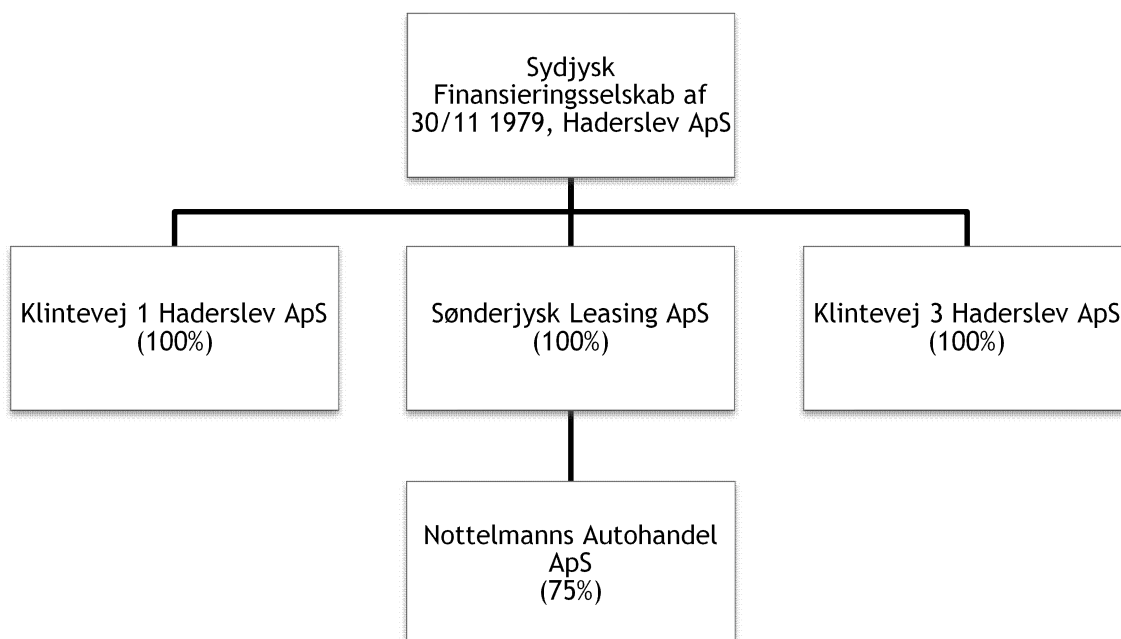 Sydjysk
Finansieringsselskab af
30/11 1979, Haderslev ApS
Klintevej 1 Haderslev ApS
(100%)
Sønderjysk Leasing ApS
(100%)
Klintevej 3 Haderslev ApS
(100%)
Nottelmanns Autohandel
ApS
(75%)